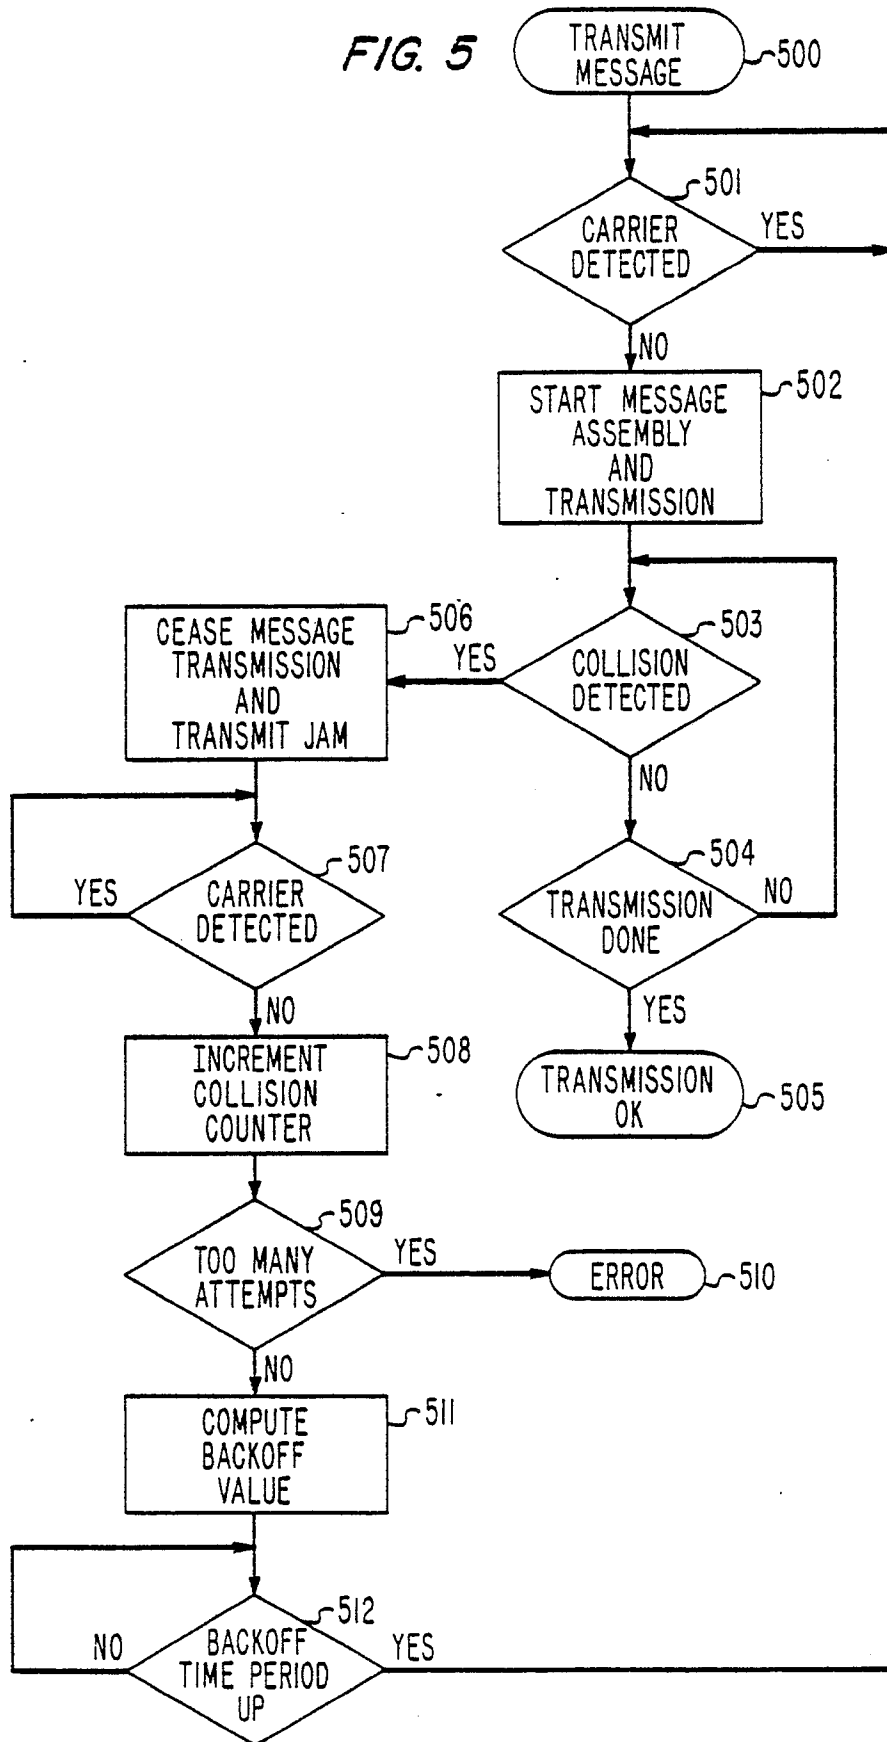 FIG. 5
TRANSMIT
MESSAGE
500
501
CARRIER
DETECTED
YES
NO
START MESSAGE
ASSEMBLY
AND
TRANSMISSION
502
503
COLLISION
DETECTED
YES
NO
506
CEASE MESSAGE
TRANSMISSION
AND
TRANSMIT JAM
504
TRANSMISSION
DONE
NO
YES
TRANSMISSION
OK
505
507
CARRIER
DETECTED
YES
NO
INCREMENT
COLLISION
COUNTER
508
509
TOO MANY
ATTEMPTS
YES
ERROR
510
NO
COMPUTE
BACKOFF
VALUE
511
512
BACKOFF
TIME PERIOD
UP
NO
YES